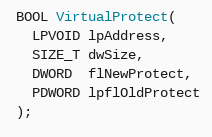 BOOL VirtualProtect(
  LPVOID lpAddress,
  SIZE_T dwSize,
  DWORD  flNewProtect,
  PDWORD lpflOldProtect
);